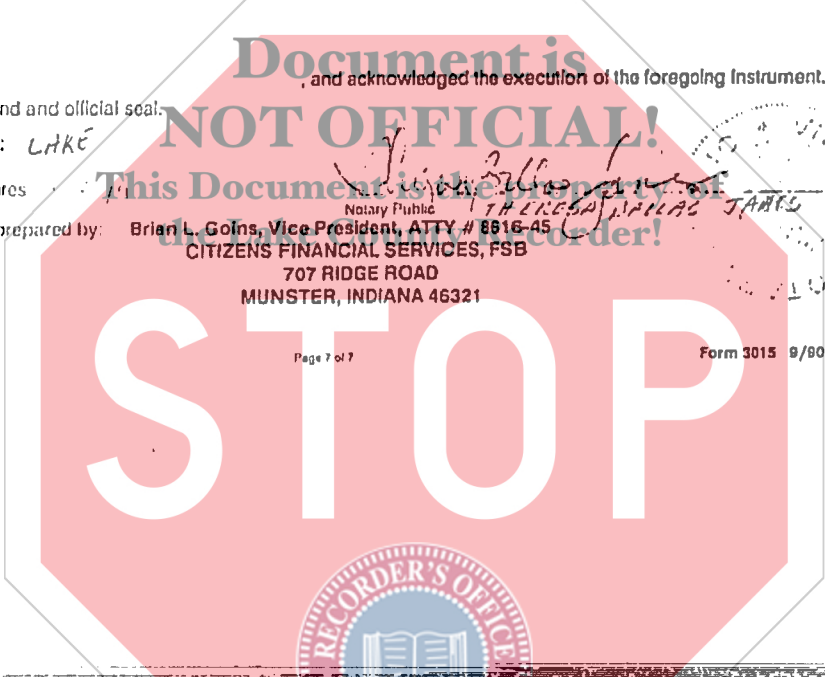 Document is
, and acknowledged the execution of the foregoing instrument.
nd and official seal.
NOT OFFICIAL!
: LAKE
res
This Document is the property of
Notary Public THERESA JAATS
prepared by: Brian L. Goins, Vice President, ATTY # 8616-45
the Lake County Recorder!
CITIZENS FINANCIAL SERVICES, FSB
707 RIDGE ROAD
MUNSTER, INDIANA 46321
Page 7 of 7
Form 3015 9/90
STOP
RECORDER'S OFFICE